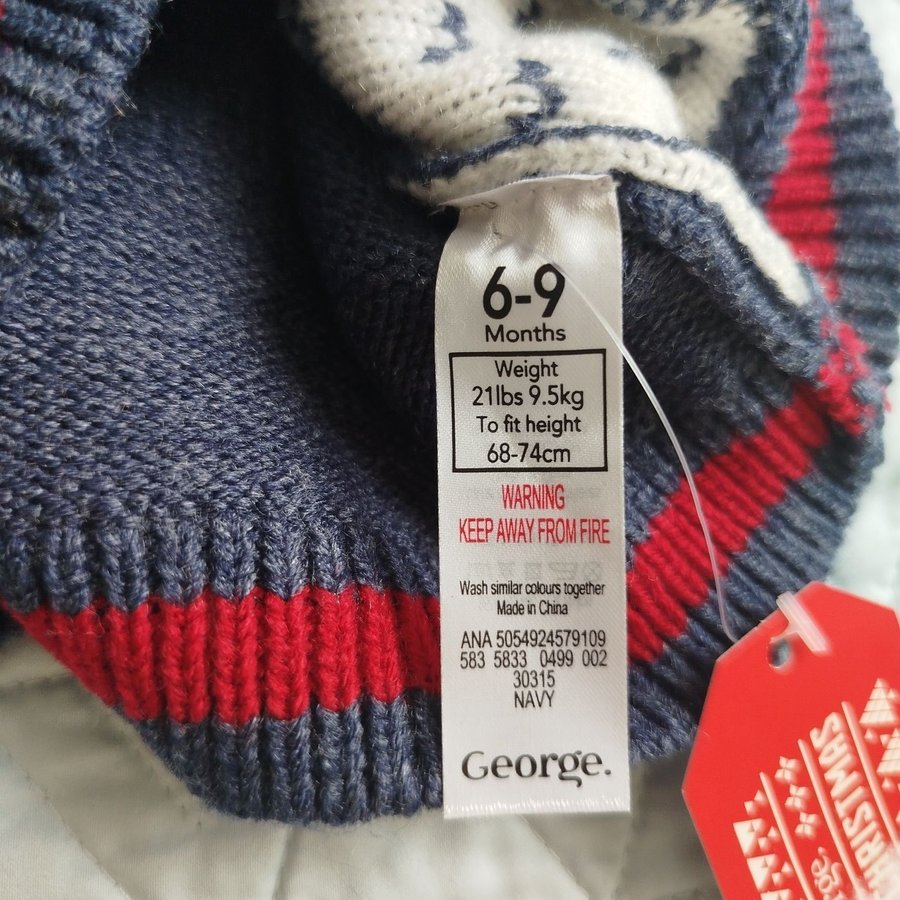 6-9
Months
Weight
21lbs 9.5kg
To fit height
68-74cm
WARNING
KEEP AWAY FROM FIRE
Wash similar colours together
Made in China
ANA 5054924579109
583 5833 0499 002
30315
NAVY
George.